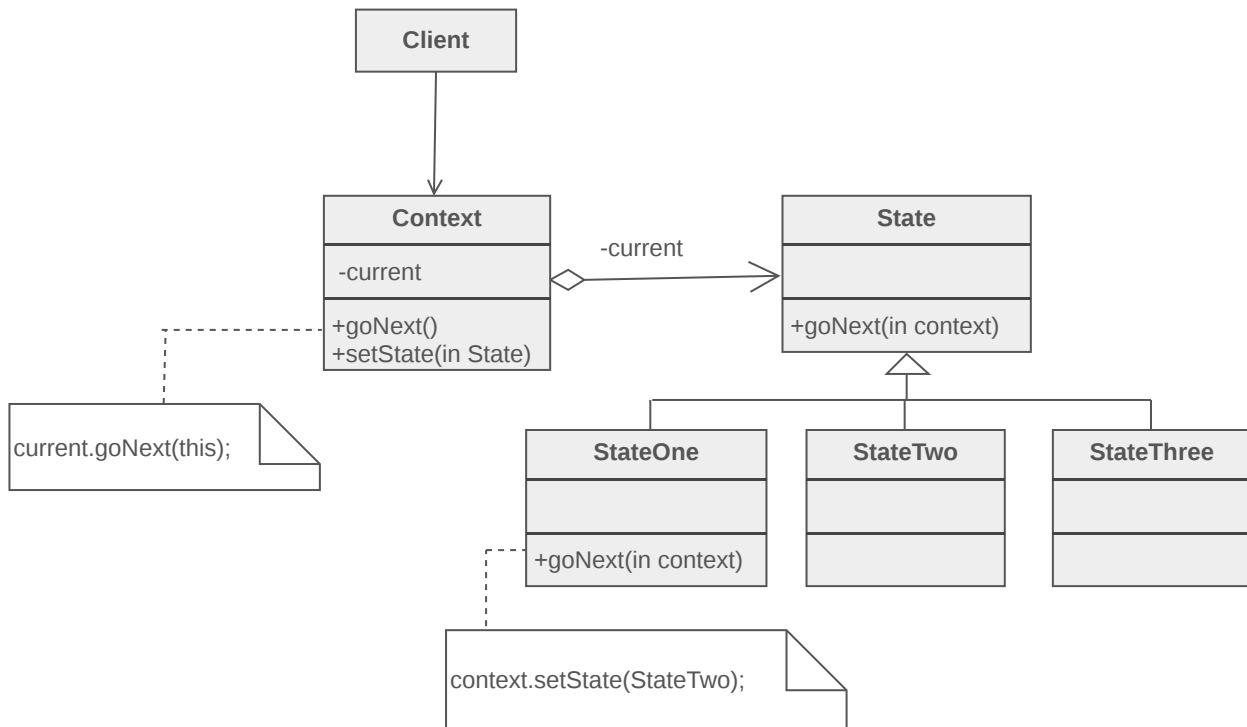 Client
Context
-current
+goNext()
+setState(in State)
-current
State
+goNext(in context)
current.goNext(this);
StateOne
+goNext(in context)
StateTwo
StateThree
context.setState(StateTwo);